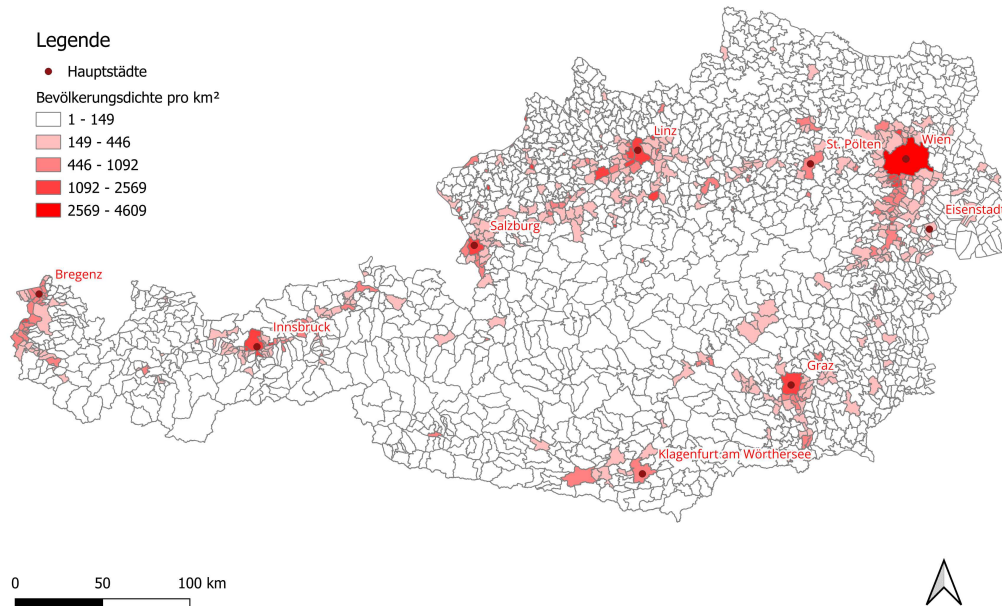 Legende
Hauptstädte
Bevölkerungsdichte pro km²
1 - 149
149 - 446
446 - 1092
1092 - 2569
2569 - 4609
Linz
St. Pölten
Wien
Eisenstadt
Salzburg
Bregenz
Innsbruck
Graz
Klagenfurt am Wörthersee
0 50 100 km